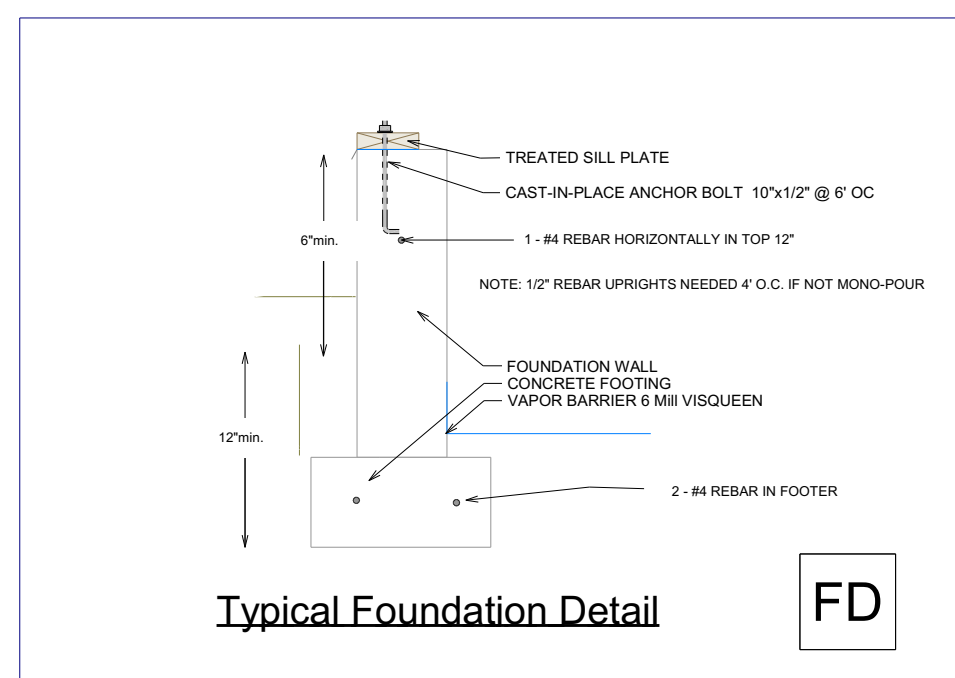 TREATED SILL PLATE
CAST-IN-PLACE ANCHOR BOLT 10"x1/2" @ 6' OC
6"min.
1 - #4 REBAR HORIZONTALLY IN TOP 12"
NOTE: 1/2" REBAR UPRIGHTS NEEDED 4' O.C. IF NOT MONO-POUR
FOUNDATION WALL
CONCRETE FOOTING
VAPOR BARRIER 6 Mill VISQUEEN
12"min.
2 - #4 REBAR IN FOOTER
Typical Foundation Detail
FD